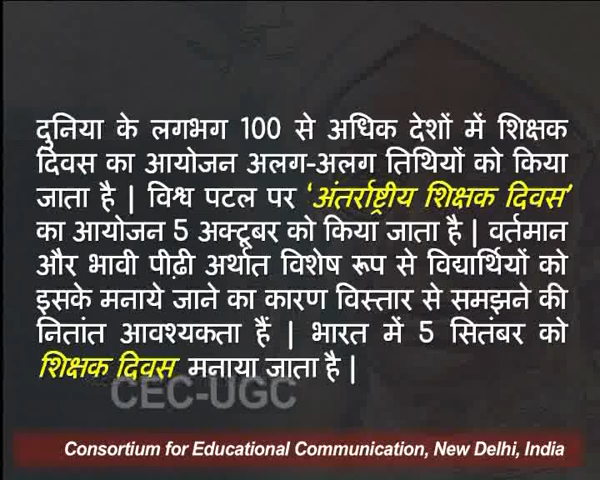 दुनिया के लगभग 100 से अधिक देशों में शिक्षक
दिवस का आयोजन अलग-अलग तिथियों को किया
जाता है | विश्व पटल पर ‘अंतर्राष्ट्रीय शिक्षक दिवस’
का आयोजन 5 अक्टूबर को किया जाता है | वर्तमान
और भावी पीढ़ी अर्थात विशेष रूप से विद्यार्थियों को
इसके मनाये जाने का कारण विस्तार से समझने की
नितांत आवश्यकता हैं | भारत में 5 सितंबर को
शिक्षक दिवस मनाया जाता है |
CEC-UGC
Consortium for Educational Communication, New Delhi, India